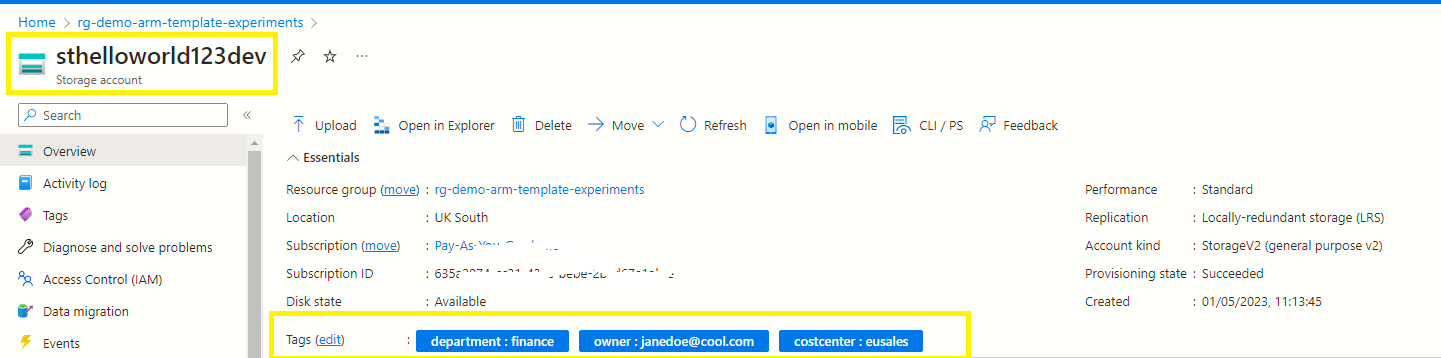 Home > rg-demo-arm-template-experiments >
sthelloworld123dev
Storage account
Search
Overview
Activity log
Tags
Diagnose and solve problems
Access Control (IAM)
Data migration
Events
Upload Open in Explorer Delete Move Refresh Open in mobile CLI / PS Feedback
Essentials
Resource group (move) : rg-demo-arm-template-experiments
Location : UK South
Subscription (move) : Pay-As-You-
Subscription ID :
Disk state : Available
Performance : Standard
Replication : Locally-redundant storage (LRS)
Account kind : StorageV2 (general purpose v2)
Provisioning state : Succeeded
Created : 01/05/2023, 11:13:45
Tags (edit) : department : finance owner : janedoe@cool.com costcenter : eusales